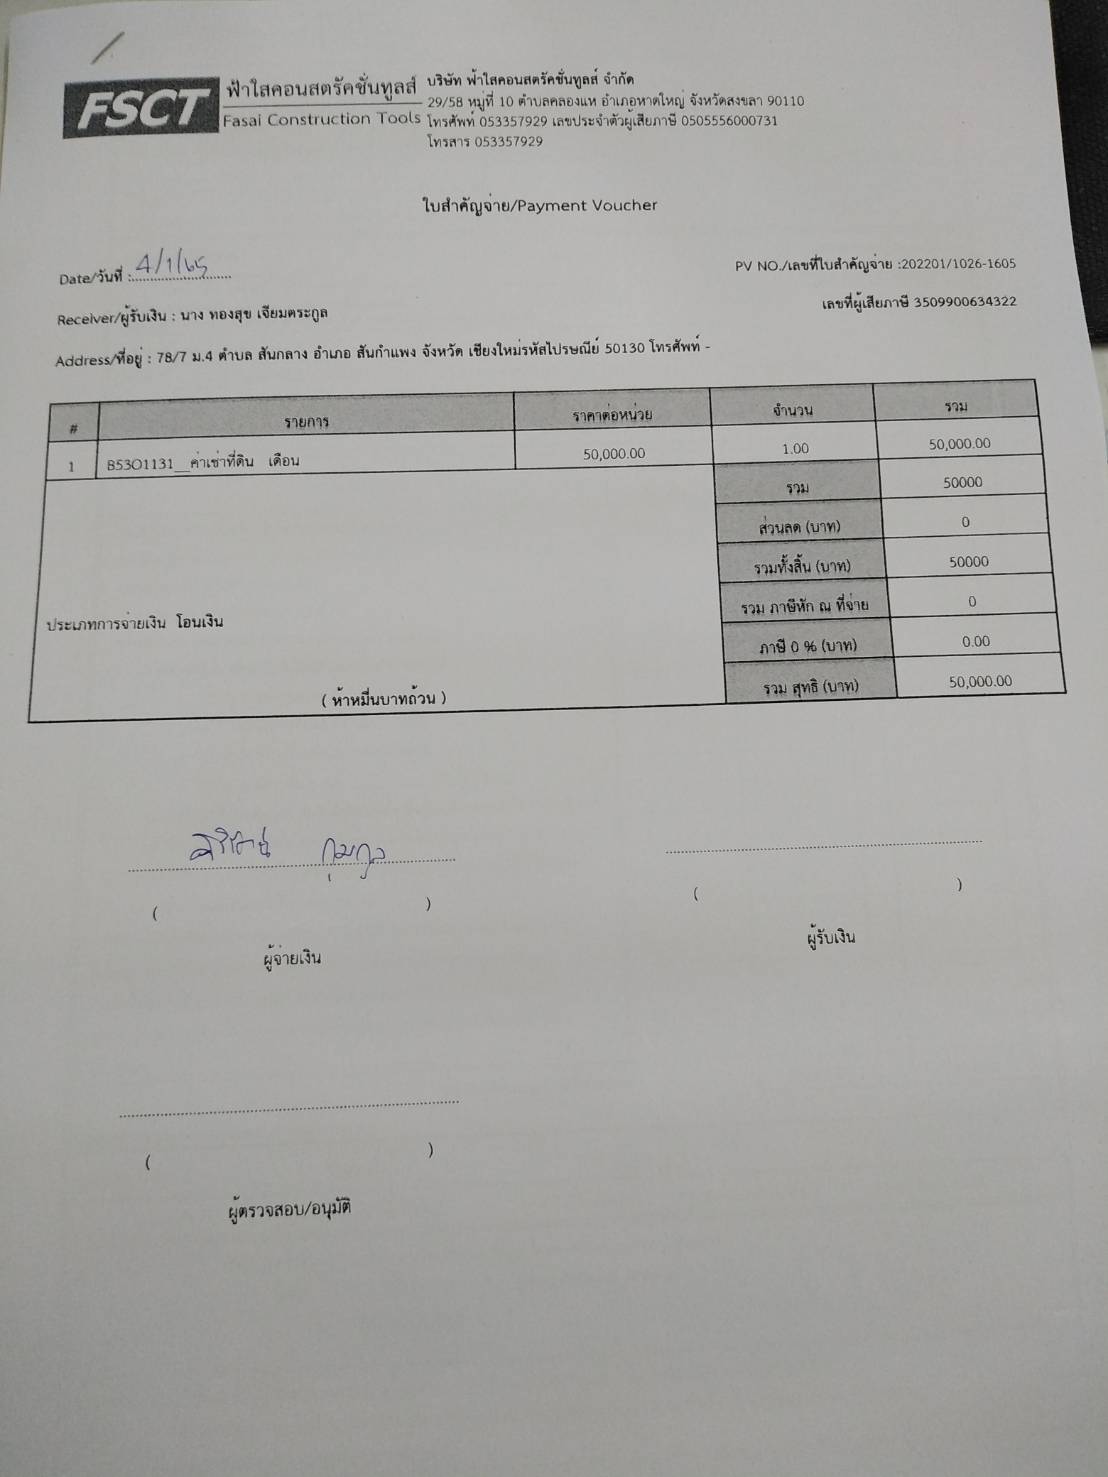 FSCT
ฟ้าใสคอนสตรัคชั่นทูลส์
Fasai Construction Tools
บริษัท ฟ้าใสคอนสตรัคชั่นทูลส์ จำกัด
29/58 หมู่ที่ 10 ตำบลคลองแห อำเภอหาดใหญ่ จังหวัดสงขลา 90110
โทรศัพท์ 053357929 เลขประจำตัวผู้เสียภาษี 0505556000731
โทรสาร 053357929
ใบสำคัญจ่าย/Payment Voucher
Date/วันที่ : 4/1/65
PV NO./เลขที่ใบสำคัญจ่าย :202201/1026-1605
Receiver/ผู้รับเงิน : นาง ทองสุข เจียมตระกูล
เลขที่ผู้เสียภาษี 3509900634322
Address/ที่อยู่ : 78/7 ม.4 ตำบล สันกลาง อำเภอ สันกำแพง จังหวัด เชียงใหม่รหัสไปรษณีย์ 50130 โทรศัพท์ -
# รายการ ราคาต่อหน่วย จำนวน รวม
1 B53O1131__ค่าเช่าที่ดิน เดือน 50,000.00 1.00 50,000.00
รวม 50000
ส่วนลด (บาท) 0
รวมทั้งสิ้น (บาท) 50000
รวม ภาษีหัก ณ ที่จ่าย 0
ประเภทการจ่ายเงิน โอนเงิน
ภาษี 0 % (บาท) 0.00
( ห้าหมื่นบาทถ้วน )
รวม สุทธิ (บาท) 50,000.00
( )
( )
ผู้จ่ายเงิน
ผู้รับเงิน
( )
ผู้ตรวจสอบ/อนุมัติ